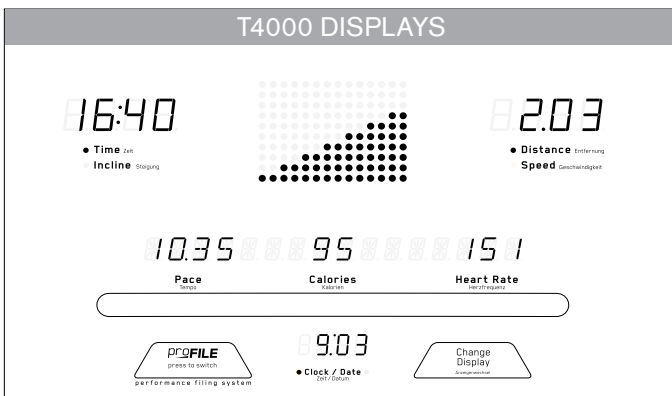 T4000 DISPLAYS
16:40
Time Zeit
Incline Steigung
2.03
Distance Entfernung
Speed Geschwindigkeit
10.35 95 151
Pace Calories Heart Rate
Tempo Kalorien Herzfrequenz
proFILE
press to switch
performance filing system
9:03
Clock / Date
Zeit / Datum
Change
Display
Anzeigenwechsel